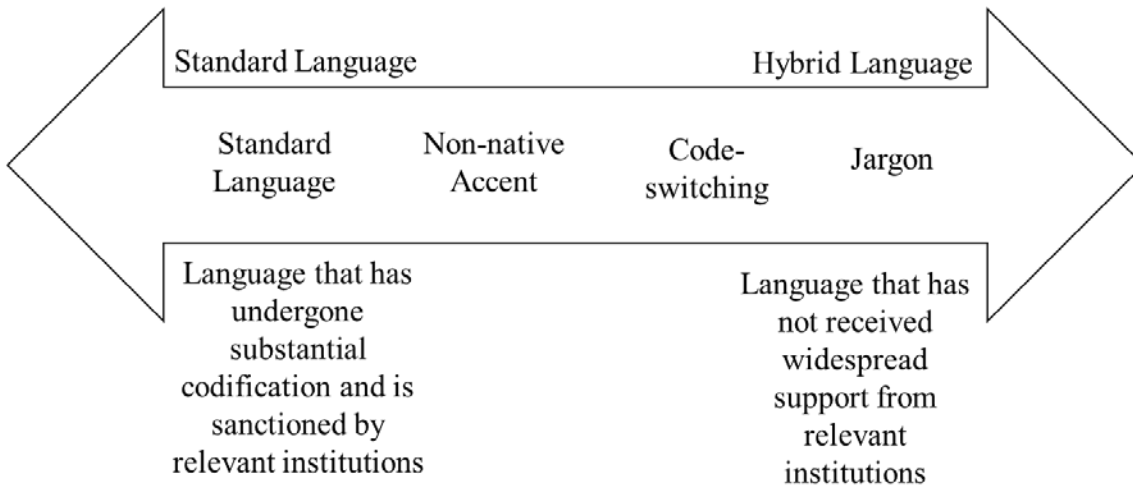 Standard Language
Hybrid Language
Standard
Language
Non-native
Accent
Code-
switching
Jargon
Language that has
undergone
substantial
codification and is
sanctioned by
relevant institutions
Language that has
not received
widespread
support from
relevant
institutions